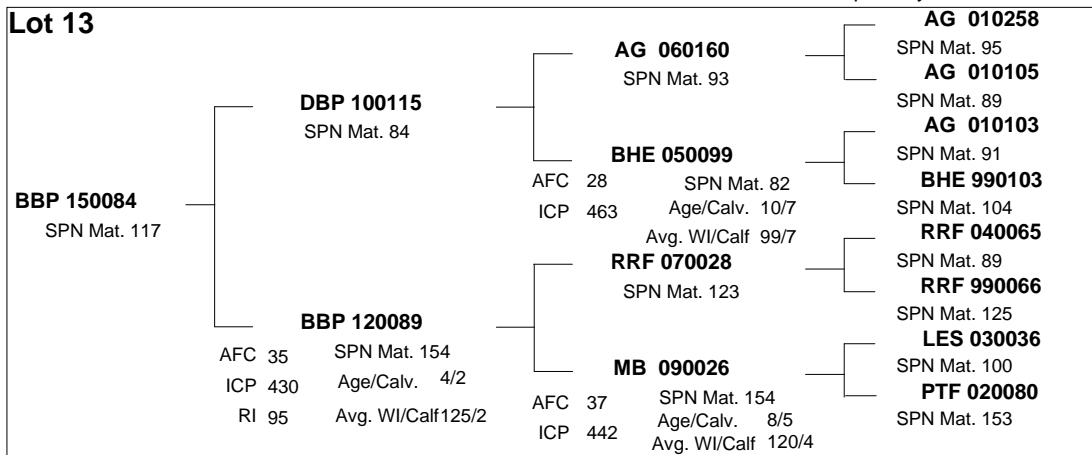 Lot 13
AG 010258
SPN Mat. 95
AG 060160
SPN Mat. 93
AG 010105
SPN Mat. 89
DBP 100115
SPN Mat. 84
AG 010103
SPN Mat. 91
BHE 050099
AFC 28 SPN Mat. 82
ICP 463 Age/Calv. 10/7
Avg. WI/Calf 99/7
BHE 990103
SPN Mat. 104
BBP 150084
SPN Mat. 117
RRF 040065
SPN Mat. 89
RRF 070028
SPN Mat. 123
RRF 990066
SPN Mat. 125
BBP 120089
AFC 35 SPN Mat. 154
ICP 430 Age/Calv. 4/2
RI 95 Avg. WI/Calf 125/2
LES 030036
SPN Mat. 100
MB 090026
AFC 37 SPN Mat. 154
ICP 442 Age/Calv. 8/5
Avg. WI/Calf 120/4
PTF 020080
SPN Mat. 153